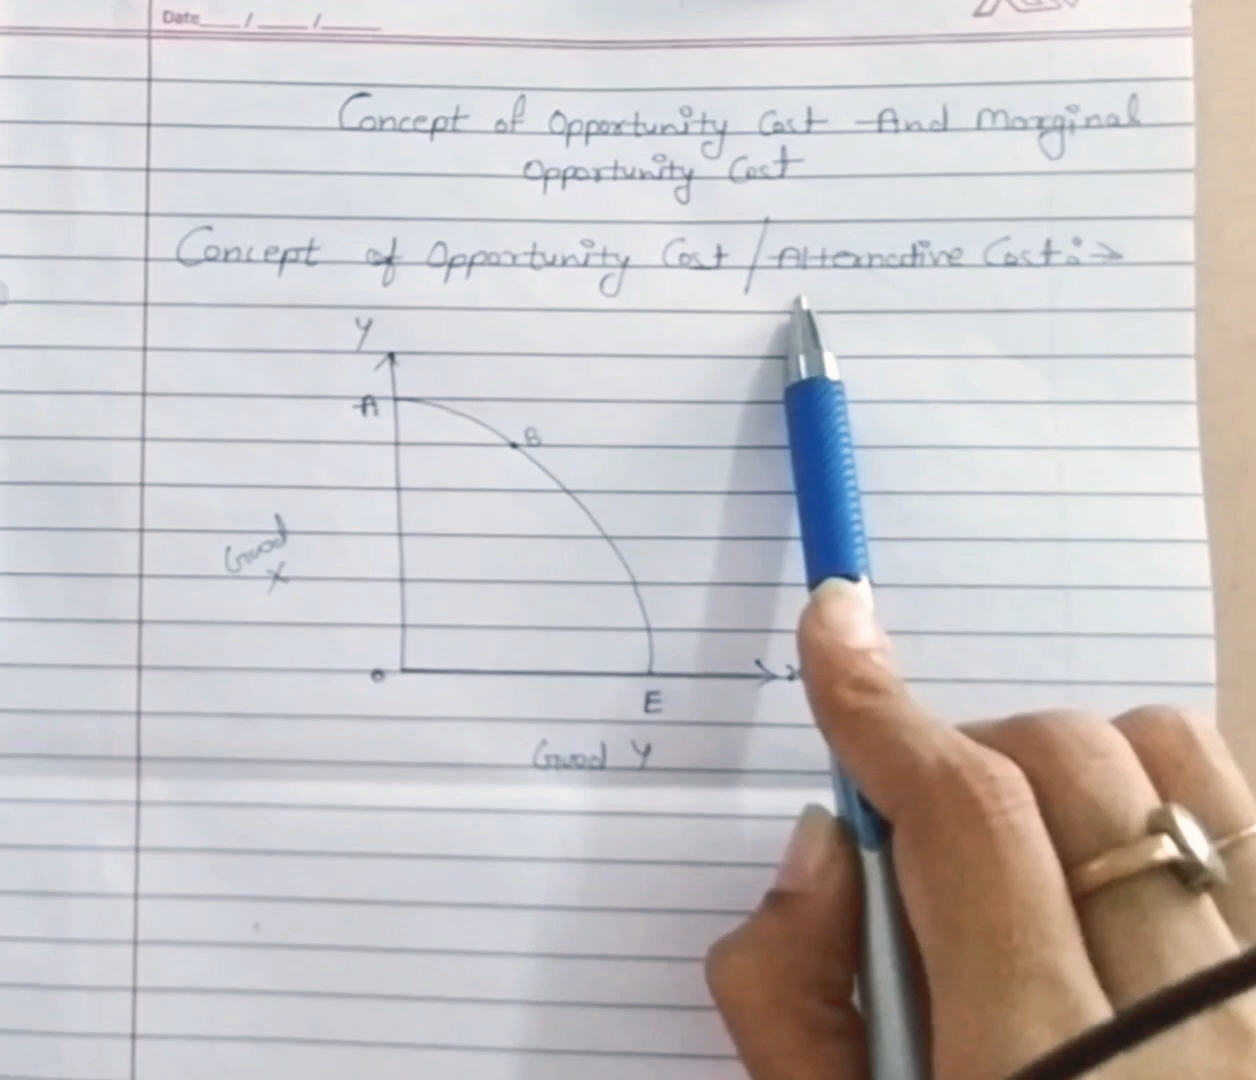 Date___/___/___
Concept of Opportunity Cost And Marginal
Opportunity Cost
Concept of Opportunity Cost / Alternative Cost:→
Y
A
B
Good
X
O
E
Good Y